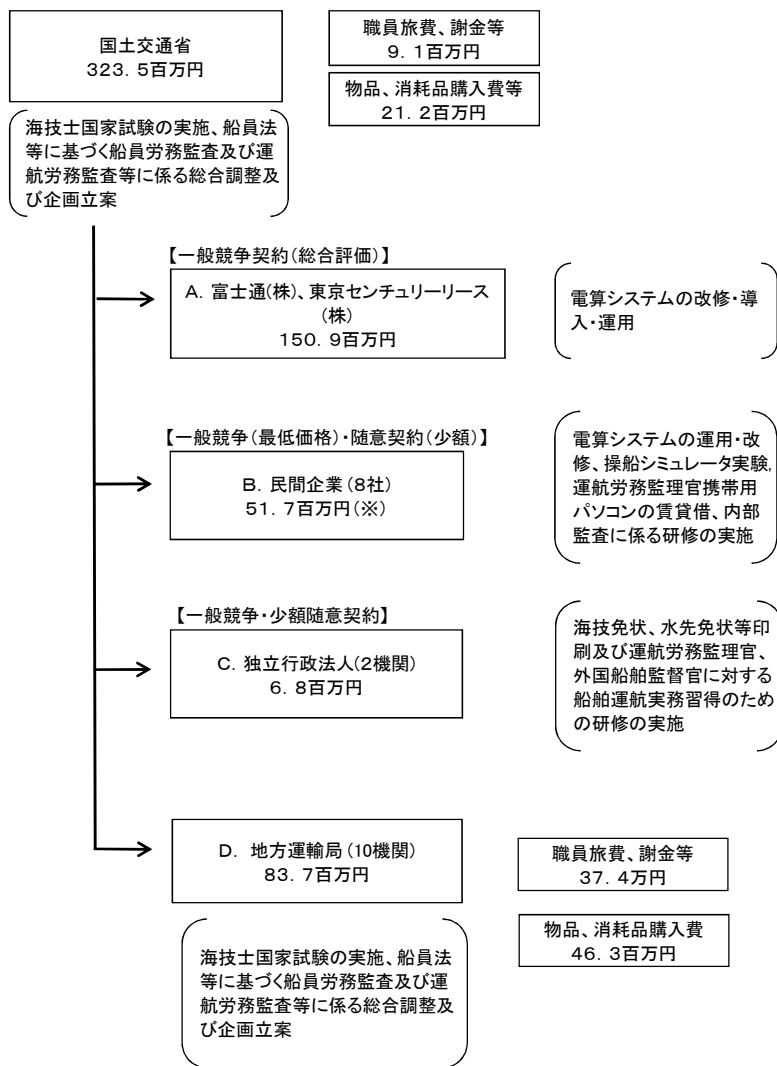 国土交通省
323．5百万円
職員旅費、謝金等
9．1百万円
物品、消耗品購入費等
21．2百万円
海技士国家試験の実施、船員法
等に基づく船員労務監査及び運
航労務監査等に係る総合調整及
び企画立案
【一般競争契約（総合評価）】
A．富士通(株)、東京センチュリーリース
(株)
150．9百万円
電算システムの改修・導
入・運用
【一般競争（最低価格）・随意契約（少額）】
B．民間企業（8社）
51．7百万円（※）
電算システムの運用・改
修、操船シミュレータ実験,
運航労務監理官携帯用
パソコンの賃貸借、内部
監査に係る研修の実施
【一般競争・少額随意契約】
C．独立行政法人（2機関）
6．8百万円
海技免状、水先免状等印
刷及び運航労務監理官、
外国船舶監督官に対する
船舶運航実務習得のため
の研修の実施
D．地方運輸局（10機関）
83．7百万円
職員旅費、謝金等
37．4万円
物品、消耗品購入費
46．3百万円
海技士国家試験の実施、船員法
等に基づく船員労務監査及び運
航労務監査等に係る総合調整及
び企画立案